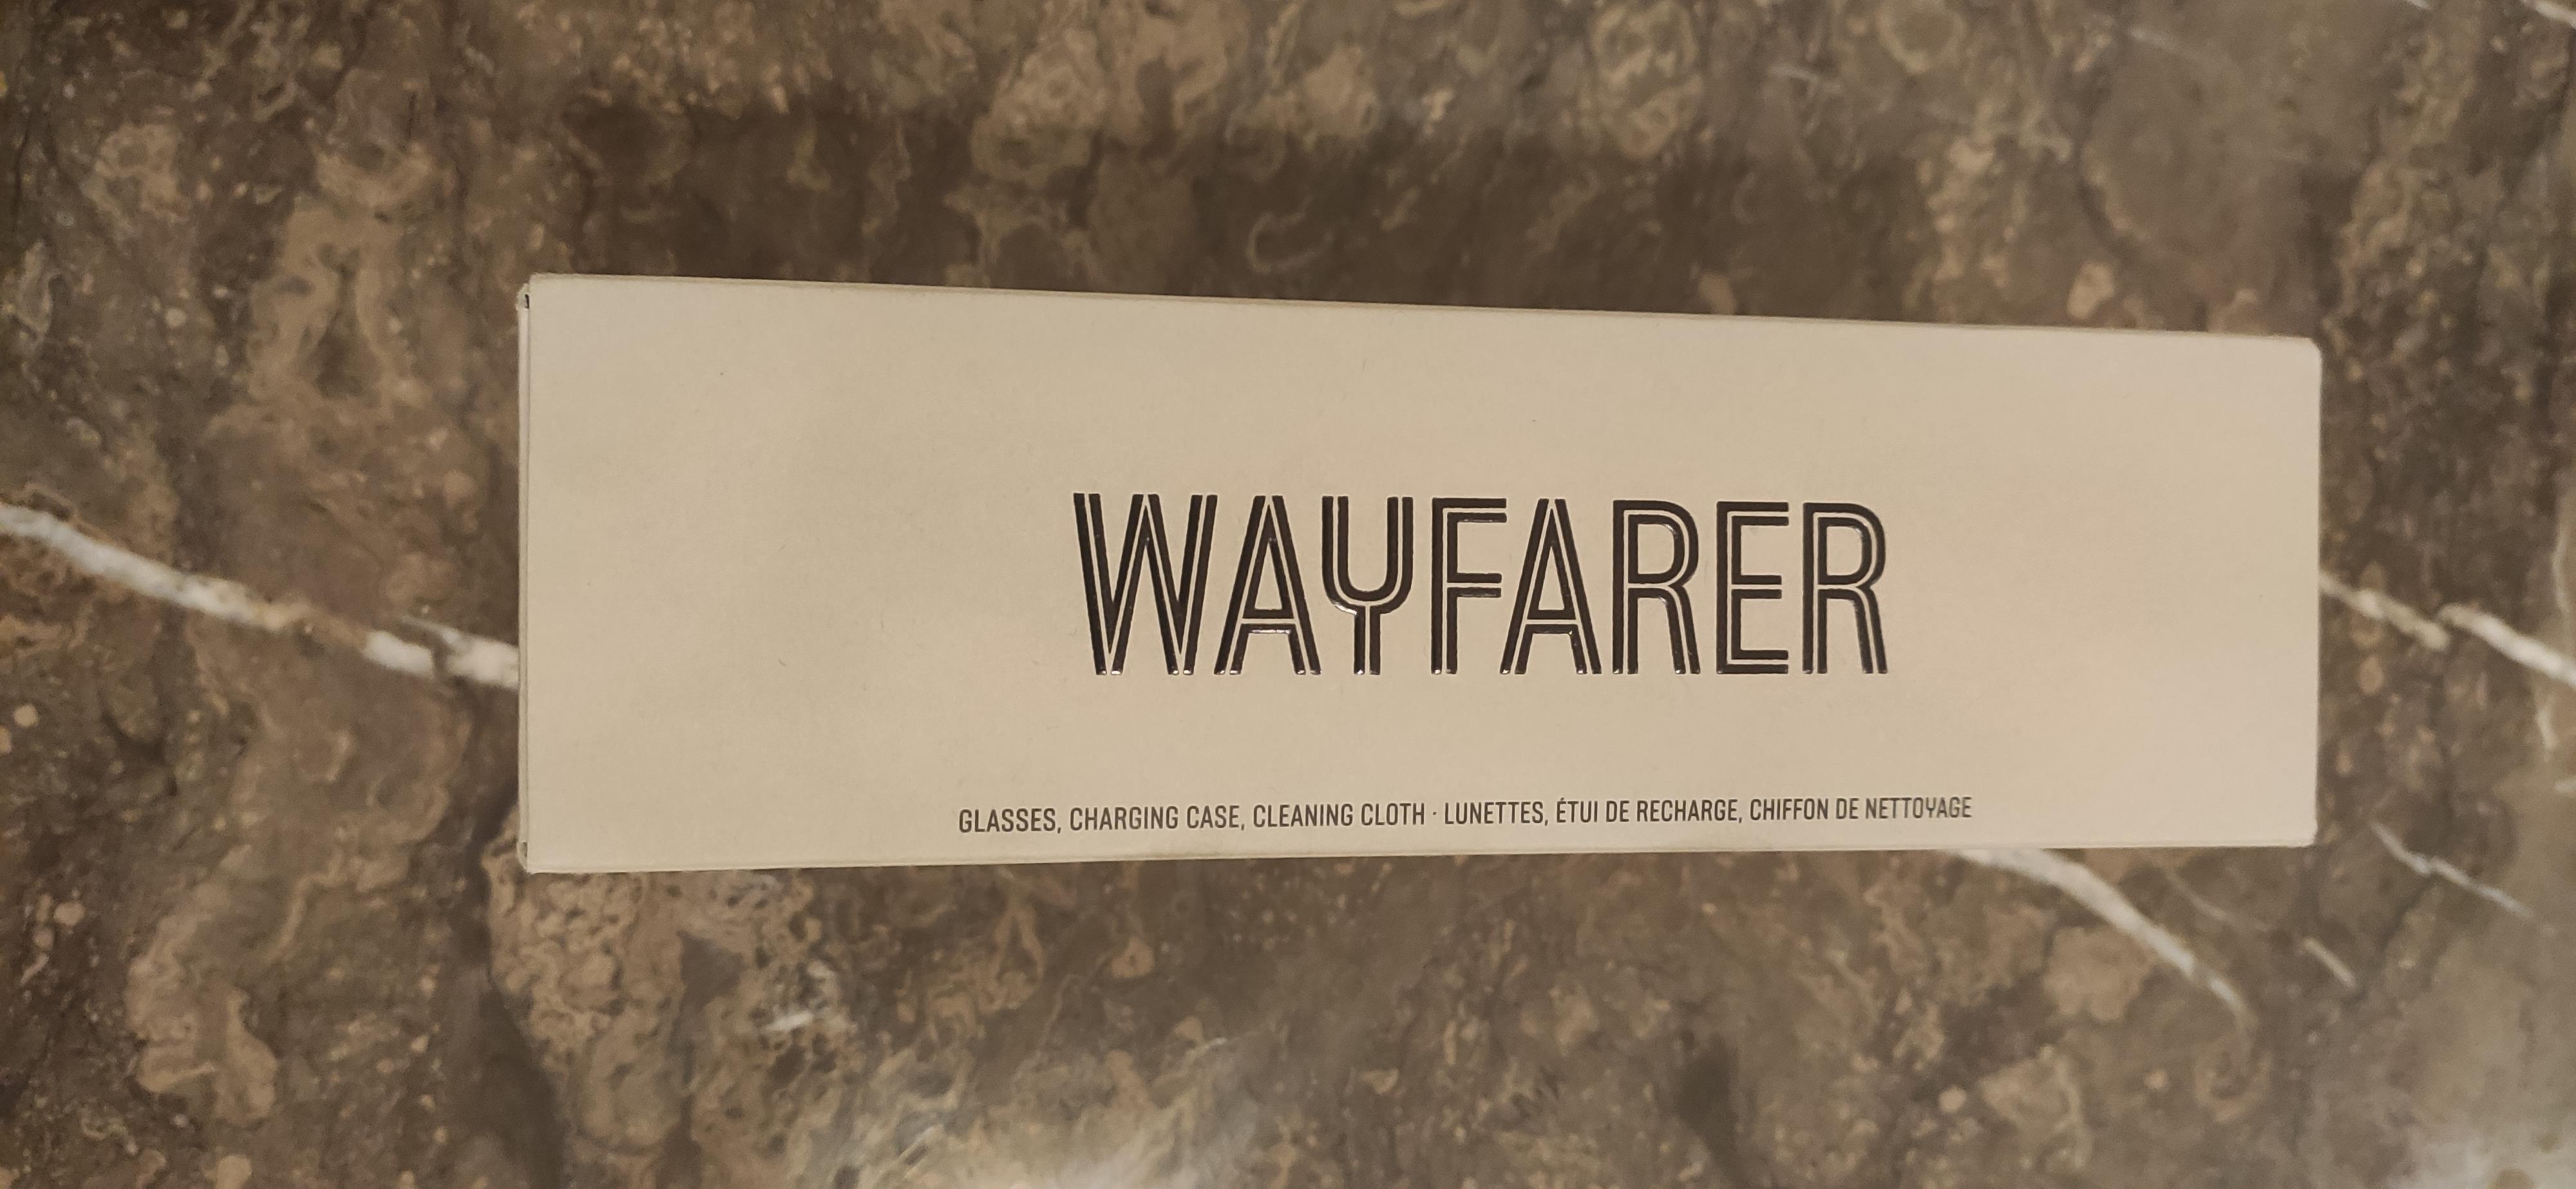 WAYFARER
GLASSES, CHARGING CASE, CLEANING CLOTH · LUNETTES, ÉTUI DE RECHARGE, CHIFFON DE NETTOYAGE